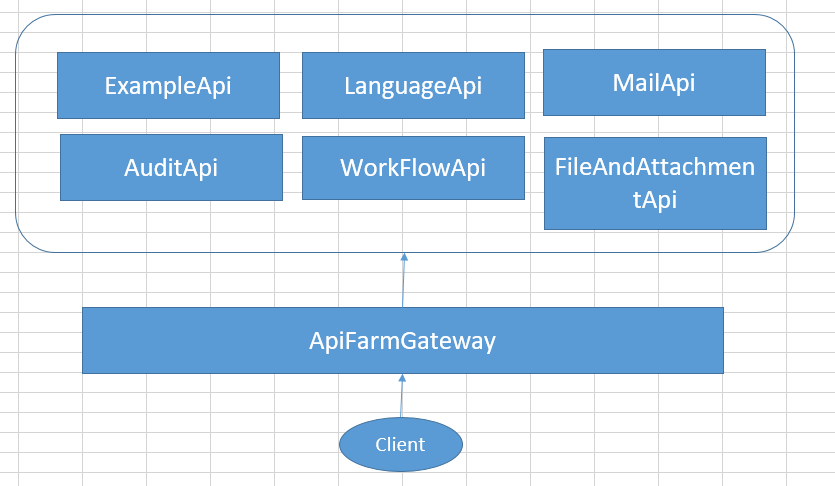 ExampleApi
LanguageApi
MailApi
AuditApi
WorkFlowApi
FileAndAttachmen
tApi
ApiFarmGateway
Client